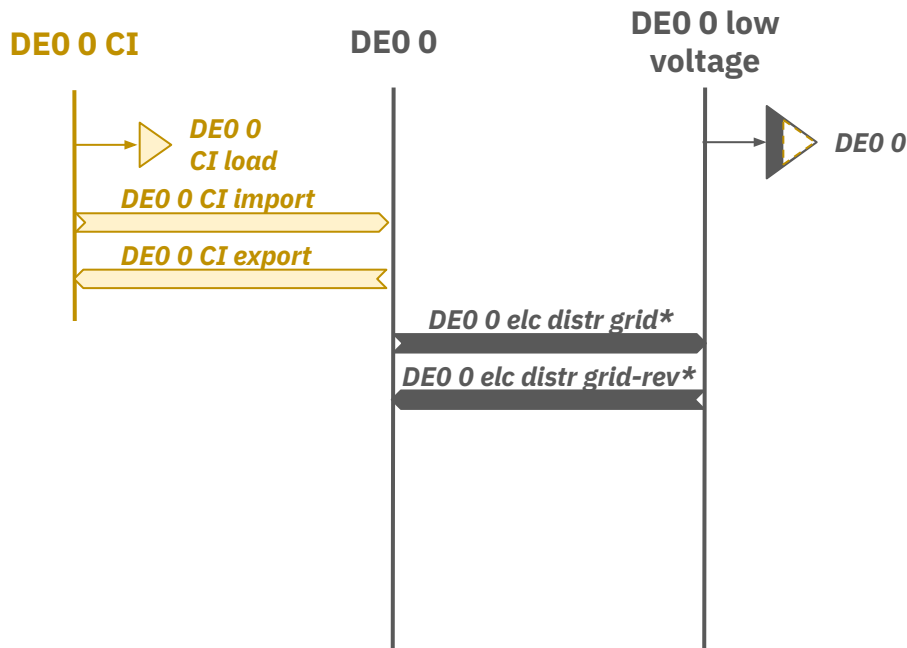 DE0 0 CI
DE0 0
DE0 0 low
voltage
DE0 0
CI load
DE0 0
DE0 0 CI import
DE0 0 CI export
DE0 0 elc distr grid*
DE0 0 elc distr grid-rev*